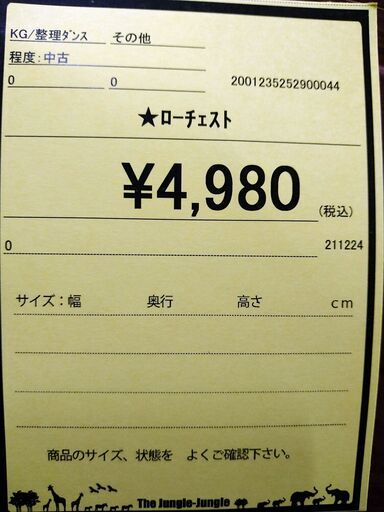 KG/整理ﾀﾞﾝｽ その他
程度:中古
0 0 2001235252900044
★ﾛｰﾁｪｽﾄ
¥4,980 (税込)
0 211224
サイズ:幅 奥行 高さ cm
商品のサイズ、状態を よくご確認下さい。
The Jungle-Jungle